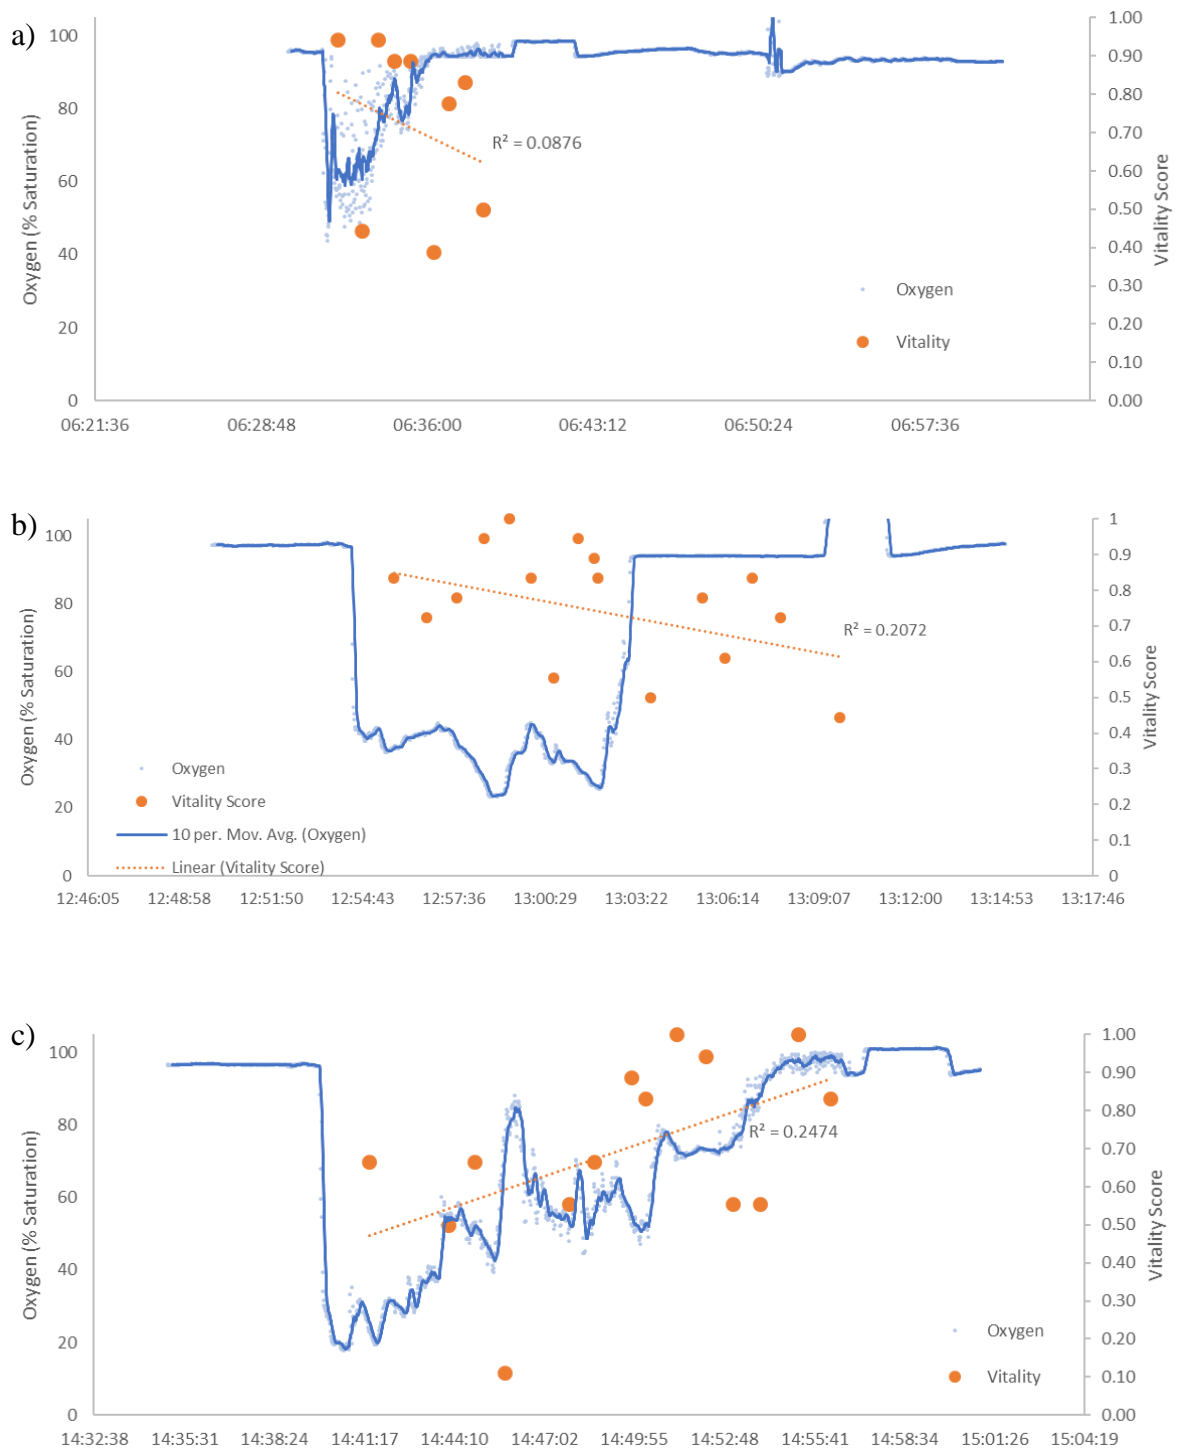 a)
100
80
60
40
20
0
Oxygen (% Saturation)
1.00
0.90
0.80
0.70
0.60
0.50
0.40
0.30
0.20
0.10
0.00
Vitality Score
R² = 0.0876
Oxygen
Vitality
06:21:36 06:28:48 06:36:00 06:43:12 06:50:24 06:57:36
b)
100
80
60
40
20
0
Oxygen (% Saturation)
1
0.9
0.8
0.7
0.6
0.5
0.4
0.3
0.2
0.1
0
Vitality Score
R² = 0.2072
Oxygen
Vitality Score
10 per. Mov. Avg. (Oxygen)
Linear (Vitality Score)
12:46:05 12:48:58 12:51:50 12:54:43 12:57:36 13:00:29 13:03:22 13:06:14 13:09:07 13:12:00 13:14:53 13:17:46
c)
100
80
60
40
20
0
Oxygen (% Saturation)
1.00
0.90
0.80
0.70
0.60
0.50
0.40
0.30
0.20
0.10
0.00
Vitality Score
R² = 0.2474
Oxygen
Vitality
14:32:38 14:35:31 14:38:24 14:41:17 14:44:10 14:47:02 14:49:55 14:52:48 14:55:41 14:58:34 15:01:26 15:04:19